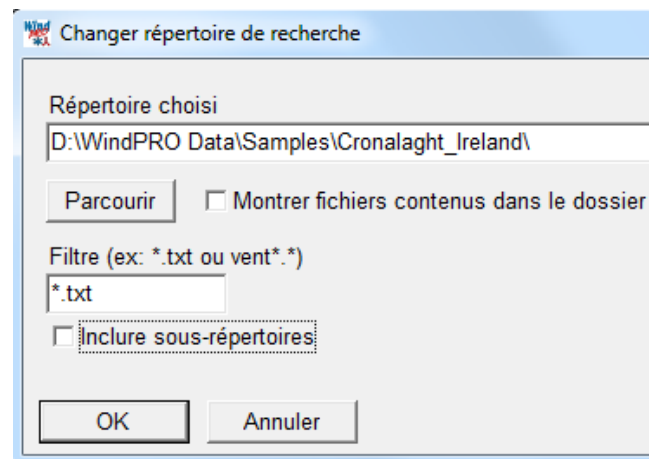 Changer répertoire de recherche
Répertoire choisi
D:\WindPRO Data\Samples\Cronalaght_Ireland\
Parcourir Montrer fichiers contenus dans le dossier
Filtre (ex: *.txt ou vent*.*)
*.txt
Inclure sous-répertoires
OK Annuler